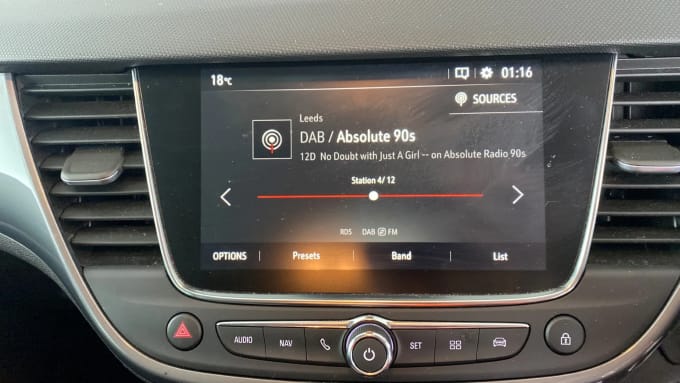 18°C 01:16
SOURCES
Leeds
DAB / Absolute 90s
12D No Doubt with Just A Girl -- on Absolute Radio 90s
Station 4/ 12
RDS DAB FM
OPTIONS Presets Band List
AUDIO NAV SET